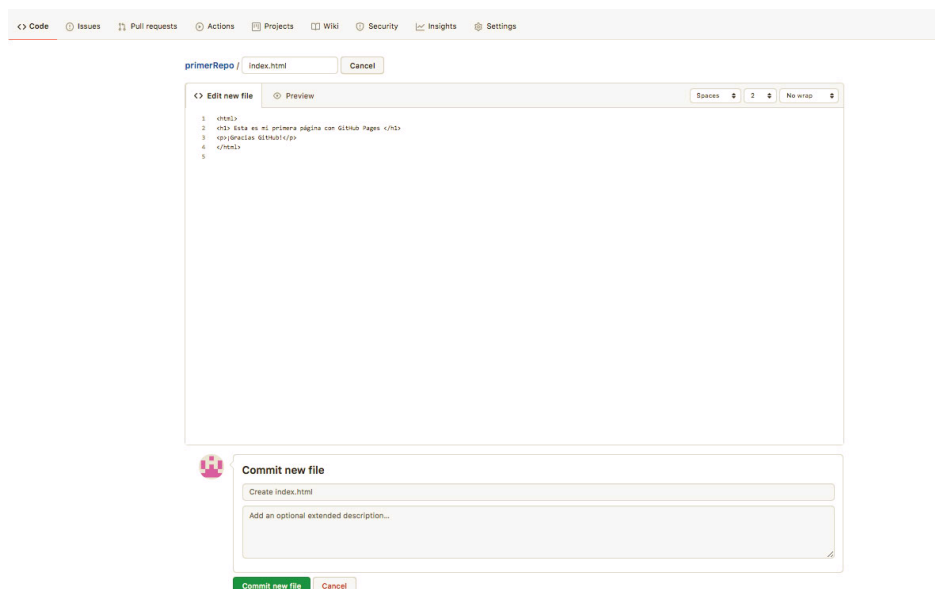 <> Code Issues Pull requests Actions Projects Wiki Security Insights Settings
primerRepo / index.html Cancel
<> Edit new file Preview Spaces 2 No wrap
1 <html>
2 <h1> Esta es mi primera página con GitHub Pages </h1>
3 <p>¡Gracias GitHub!</p>
4 </html>
5
Commit new file
Create index.html
Add an optional extended description...
Commit new file Cancel